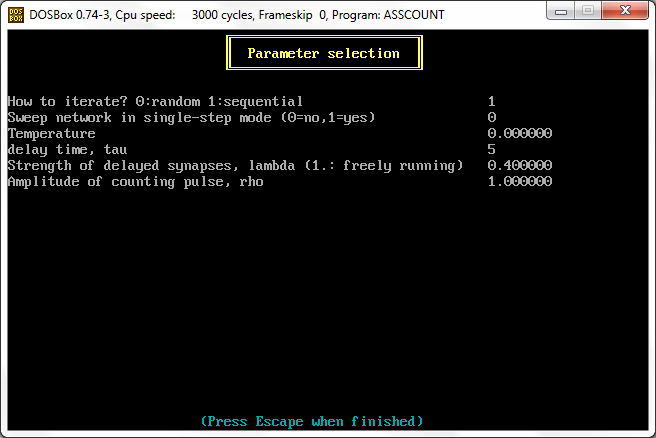 DOS BOX DOSBox 0.74-3, Cpu speed: 3000 cycles, Frameskip 0, Program: ASSCOUNT
Parameter selection
How to iterate? 0:random 1:sequential 1
Sweep network in single-step mode (0=no,1=yes) 0
Temperature 0.000000
delay time, tau 5
Strength of delayed synapses, lambda (1.: freely running) 0.400000
Amplitude of counting pulse, rho 1.000000
(Press Escape when finished)